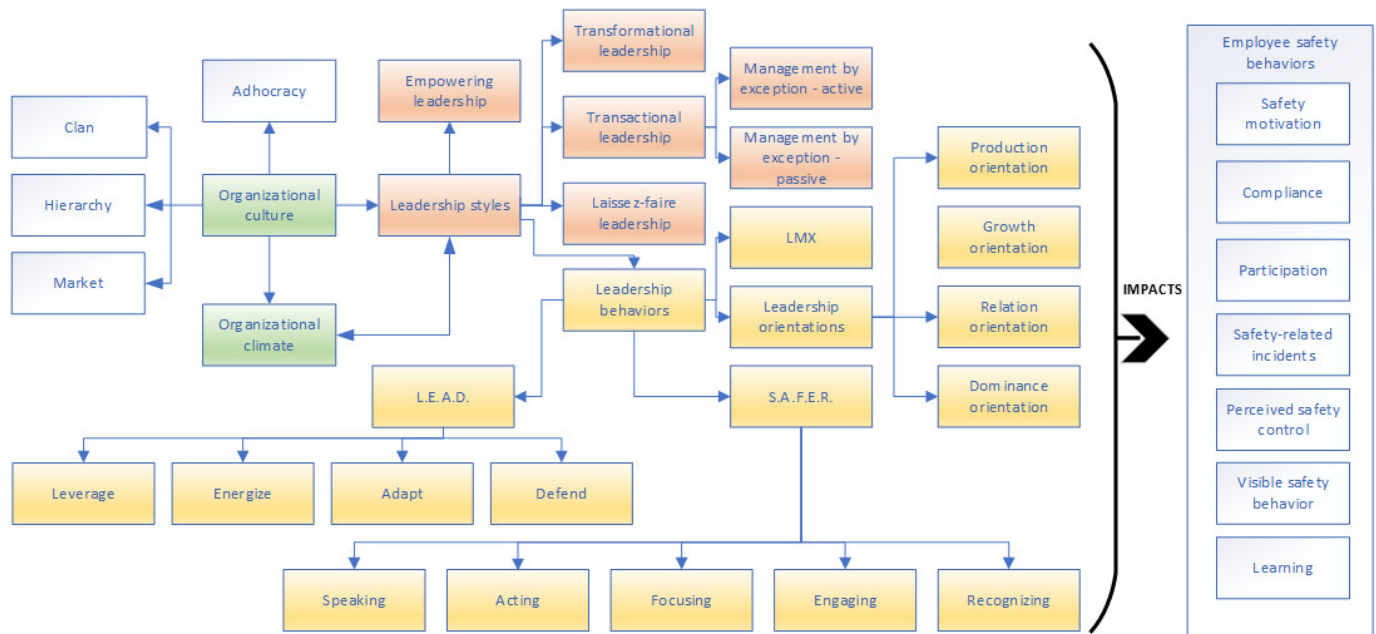 Transformational
leadership
Employee safety
behaviors
Adhocracy
Empowering
leadership
Management by
exception - active
Safety
motivation
Clan
Transactional
leadership
Management by
exception -
passive
Production
orientation
Hierarchy
Organizational
culture
Leadership styles
Laissez-faire
leadership
LMX
Growth
orientation
Compliance
Market
Leadership
behaviors
Leadership
orientations
Relation
orientation
IMPACTS
Participation
Organizational
climate
Safety-related
incidents
L.E.A.D.
S.A.F.E.R.
Dominance
orientation
Perceived safety
control
Leverage
Energize
Adapt
Defend
Visible safety
behavior
Speaking
Acting
Focusing
Engaging
Recognizing
Learning